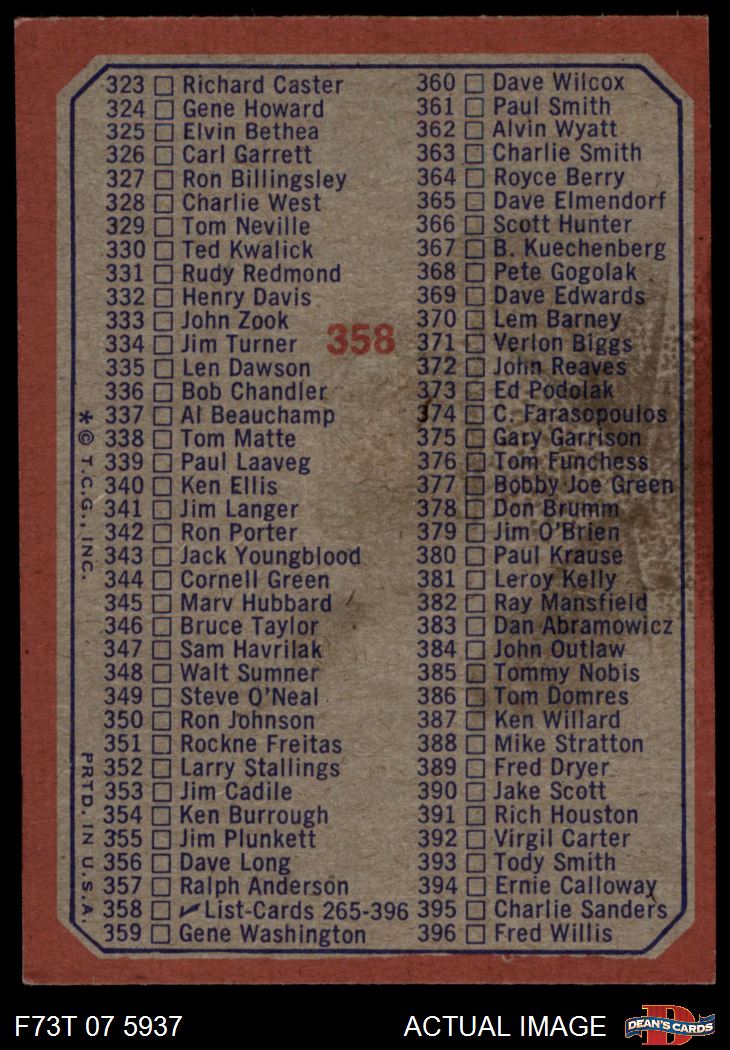 323 □ Richard Caster
324 □ Gene Howard
325 □ Elvin Bethea
326 □ Carl Garrett
327 □ Ron Billingsley
328 □ Charlie West
329 □ Tom Neville
330 □ Ted Kwalick
331 □ Rudy Redmond
332 □ Henry Davis
333 □ John Zook
334 □ Jim Turner
335 □ Len Dawson
336 □ Bob Chandler
337 □ Al Beauchamp
338 □ Tom Matte
339 □ Paul Laaveg
340 □ Ken Ellis
341 □ Jim Langer
342 □ Ron Porter
343 □ Jack Youngblood
344 □ Cornell Green
345 □ Marv Hubbard
346 □ Bruce Taylor
347 □ Sam Havrilak
348 □ Walt Sumner
349 □ Steve O'Neal
350 □ Ron Johnson
351 □ Rockne Freitas
352 □ Larry Stallings
353 □ Jim Cadile
354 □ Ken Burrough
355 □ Jim Plunkett
356 □ Dave Long
357 □ Ralph Anderson
358 □ ✓List-Cards 265-396
359 □ Gene Washington
358
360 □ Dave Wilcox
361 □ Paul Smith
362 □ Alvin Wyatt
363 □ Charlie Smith
364 □ Royce Berry
365 □ Dave Elmendorf
366 □ Scott Hunter
367 □ B. Kuechenberg
368 □ Pete Gogolak
369 □ Dave Edwards
370 □ Lem Barney
371 □ Verlon Biggs
372 □ John Reaves
373 □ Ed Podolak
374 □ C. Farasopoulos
375 □ Gary Garrison
376 □ Tom Funchess
377 □ Bobby Joe Green
378 □ Don Brumm
379 □ Jim O'Brien
380 □ Paul Krause
381 □ Leroy Kelly
382 □ Ray Mansfield
383 □ Dan Abramowicz
384 □ John Outlaw
385 □ Tommy Nobis
386 □ Tom Domres
387 □ Ken Willard
388 □ Mike Stratton
389 □ Fred Dryer
390 □ Jake Scott
391 □ Rich Houston
392 □ Virgil Carter
393 □ Tody Smith
394 □ Ernie Calloway
395 □ Charlie Sanders
396 □ Fred Willis
* © T.C.G., INC. PRTD. IN U.S.A.
F73T 07 5937
ACTUAL IMAGE
D
DEAN'S CARDS